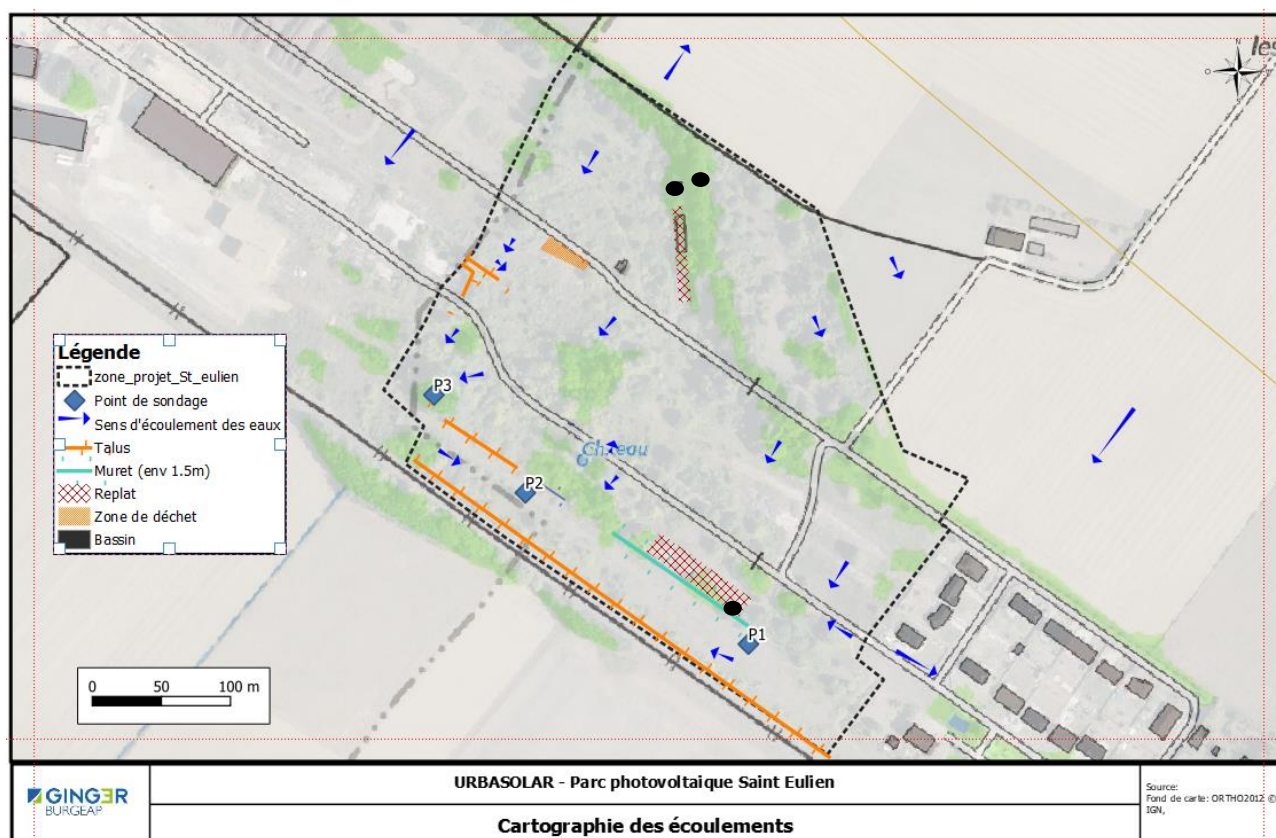 les
N
O
P3
Château
P2
P1
Légende
zone_projet_St_eulien
Point de sondage
Sens d'écoulement des eaux
Talus
Muret (env 1.5m)
Replat
Zone de déchet
Bassin
0 50 100 m
GINGER
BURGEAP
URBASOLAR - Parc photovoltaique Saint Eulien
Cartographie des écoulements
Source:
Fond de carte: ORTHO2012 ©
IGN,